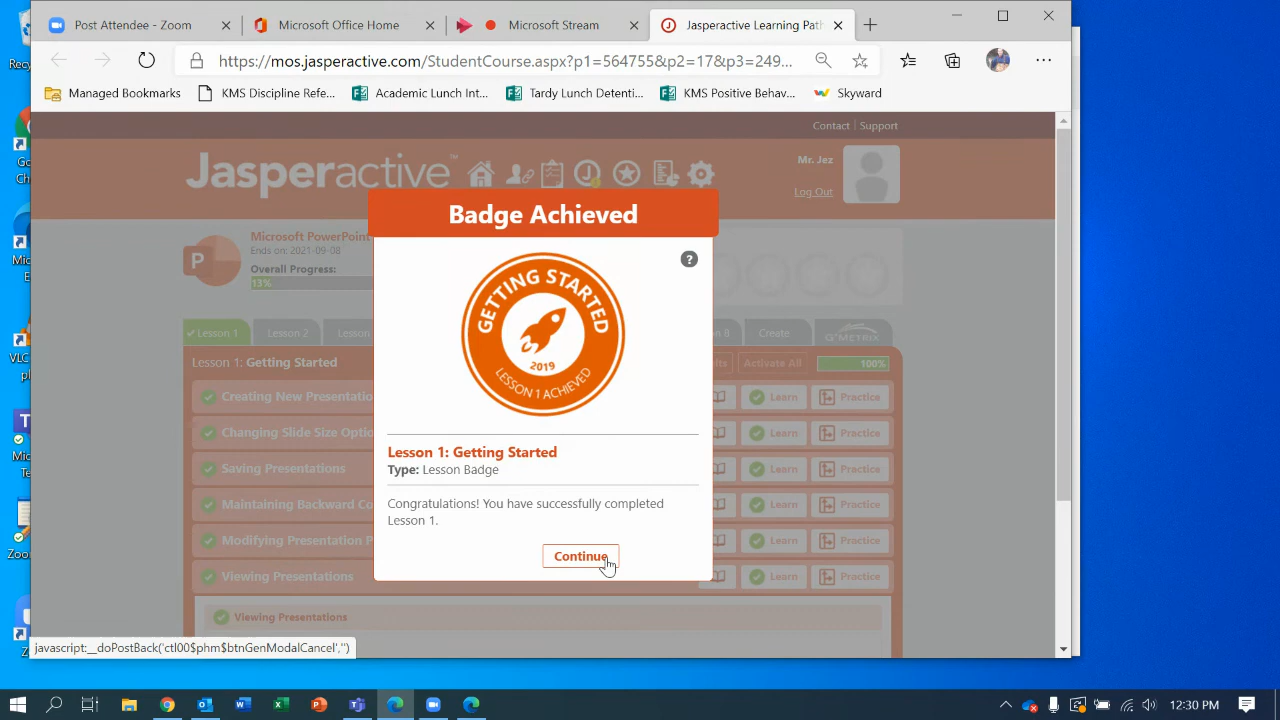 Post Attendee - Zoom
Microsoft Office Home
Microsoft Stream
Jasperactive Learning Path
https://mos.jasperactive.com/StudentCourse.aspx?p1=564755&p2=17&p3=249...
Managed Bookmarks
KMS Discipline Refe...
Academic Lunch Int...
Tardy Lunch Detenti...
KMS Positive Behav...
Skyward
Contact | Support
Jasperactive™
Mr. Jez
Log Out
Badge Achieved
GETTING STARTED
2019
LESSON 1 ACHIEVED
Microsoft PowerPoint
Ends on: 2021-09-08
Overall Progress:
13%
Lesson 1
Lesson 2
Lesson
Create
GMETRIX
Lesson 1: Getting Started
Activate All
100%
Creating New Presentatio
Learn
Practice
Changing Slide Size Optio
Learn
Practice
Saving Presentations
Learn
Practice
Maintaining Backward Co
Learn
Practice
Modifying Presentation P
Learn
Practice
Viewing Presentations
Learn
Practice
Viewing Presentations
Lesson 1: Getting Started
Type: Lesson Badge
Congratulations! You have successfully completed
Lesson 1.
Continue
javascript:__doPostBack('ctl00$phm$btnGenModalCancel','')
12:30 PM